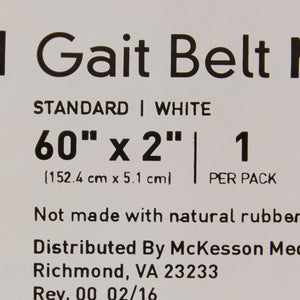 Gait Belt
STANDARD | WHITE
60" x 2" | 1
(152.4 cm x 5.1 cm) PER PACK
Not made with natural rubber
Distributed By McKesson Med
Richmond, VA 23233
Rev. 00 02/16